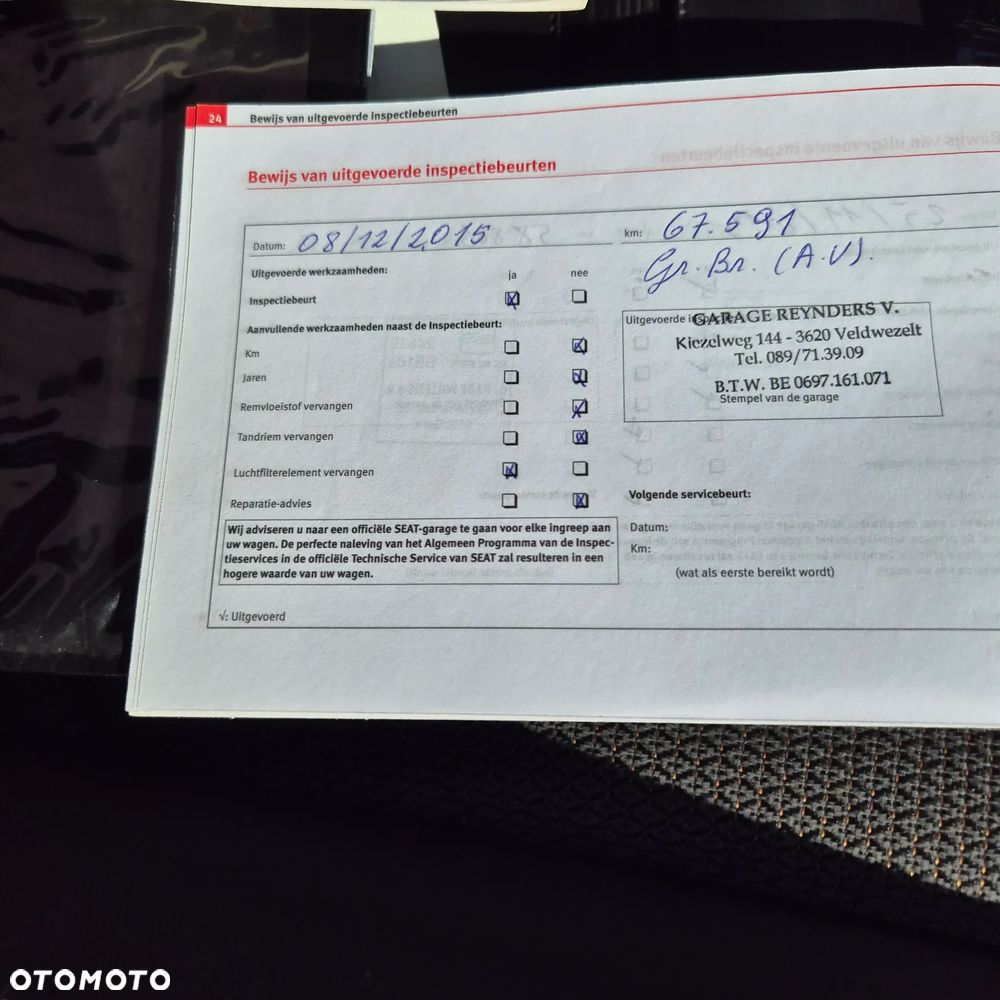 24 Bewijs van uitgevoerde inspectiebeurten
Bewijs van uitgevoerde inspectiebeurten
Datum: 08/12/2015
km: 67.591
Gr. Br. (A.V).
Uitgevoerde werkzaamheden:
ja nee
Inspectiebeurt
Aanvullende werkzaamheden naast de Inspectiebeurt:
Km
Jaren
Remvloeistof vervangen
Tandriem vervangen
Luchtfilterelement vervangen
Reparatie-advies
Uitgevoerde
GARAGE REYNDERS V.
Kiezelweg 144 - 3620 Veldwezelt
Tel. 089/71.39.09
B.T.W. BE 0697.161.071
Stempel van de garage
Wij adviseren u naar een officiële SEAT-garage te gaan voor elke ingreep aan
uw wagen. De perfecte naleving van het Algemeen Programma van de Inspec-
tieservices in de officiële Technische Service van SEAT zal resulteren in een
hogere waarde van uw wagen.
Volgende servicebeurt:
Datum:
Km:
(wat als eerste bereikt wordt)
√: Uitgevoerd
OTOMOTO